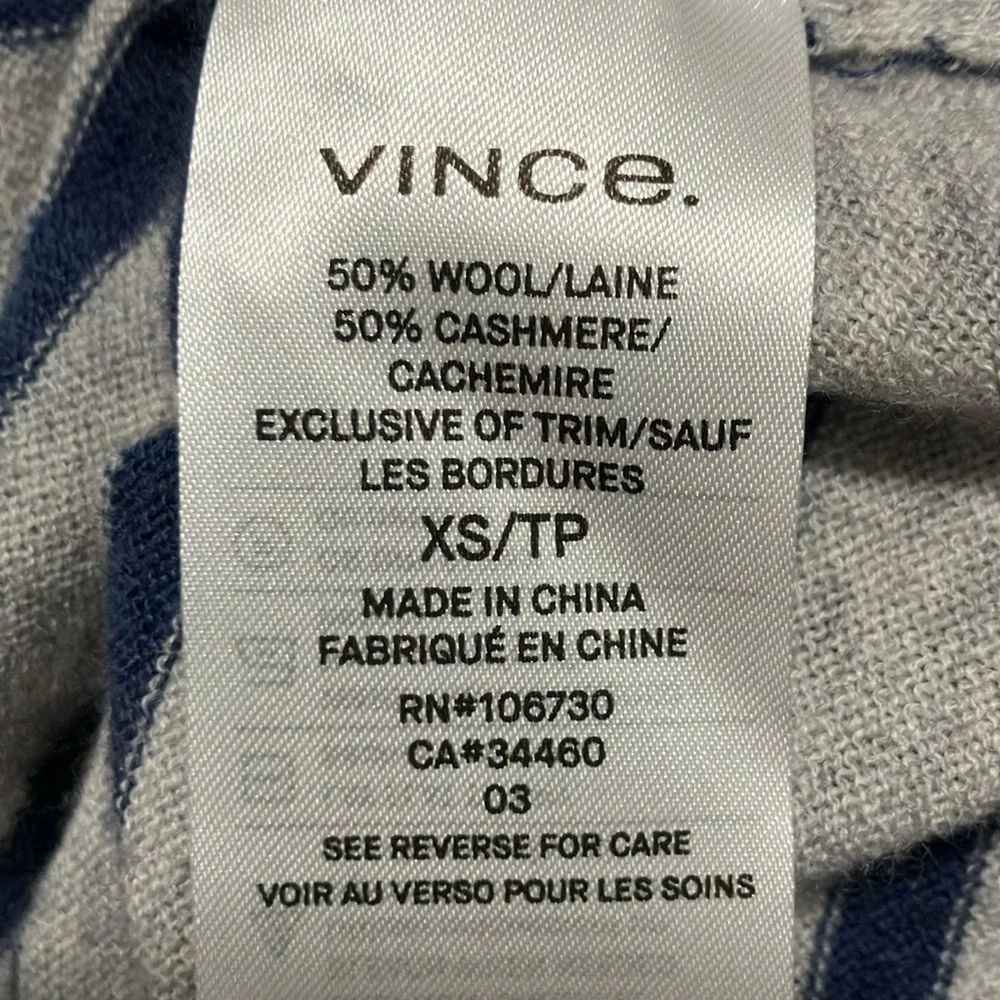 VINCe.
50% WOOL/LAINE
50% CASHMERE/
CACHEMIRE
EXCLUSIVE OF TRIM/SAUF
LES BORDURES
XS/TP
MADE IN CHINA
FABRIQUÉ EN CHINE
RN#106730
CA#34460
03
SEE REVERSE FOR CARE
VOIR AU VERSO POUR LES SOINS